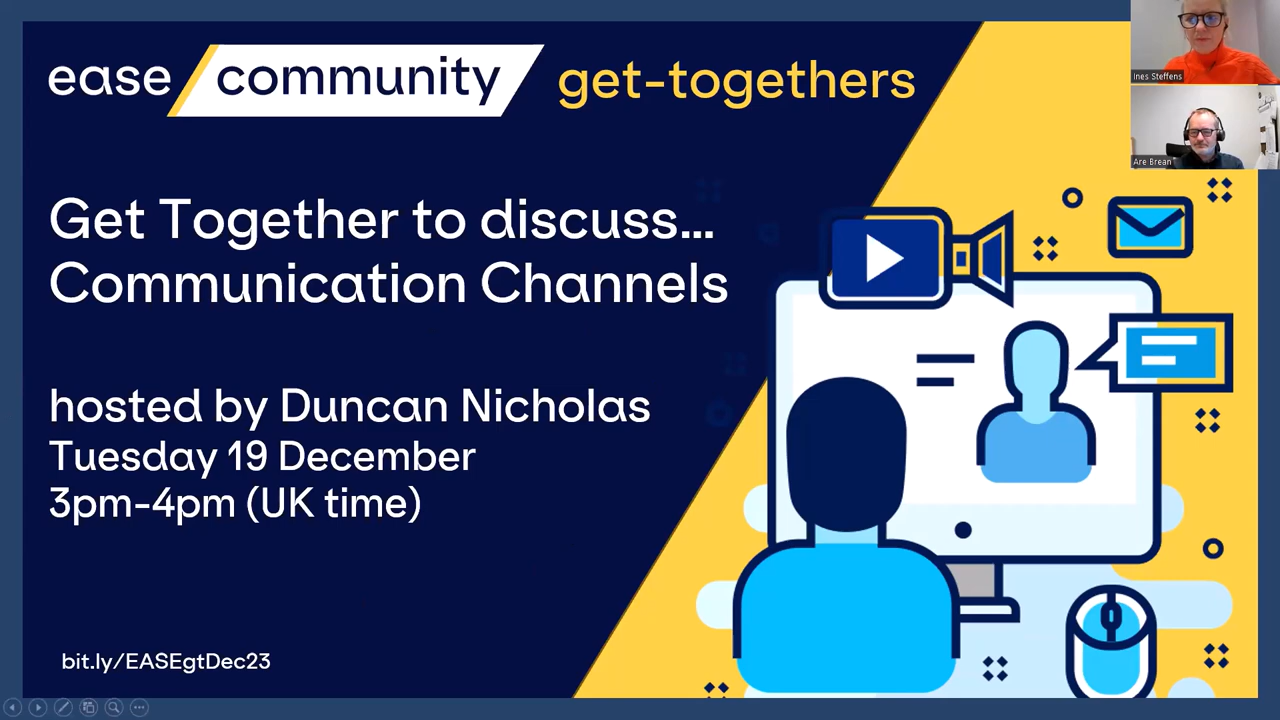 ease community get-togethers
Ines Steffens
Are Brean
Get Together to discuss...
Communication Channels
hosted by Duncan Nicholas
Tuesday 19 December
3pm-4pm (UK time)
bit.ly/EASEgtDec23